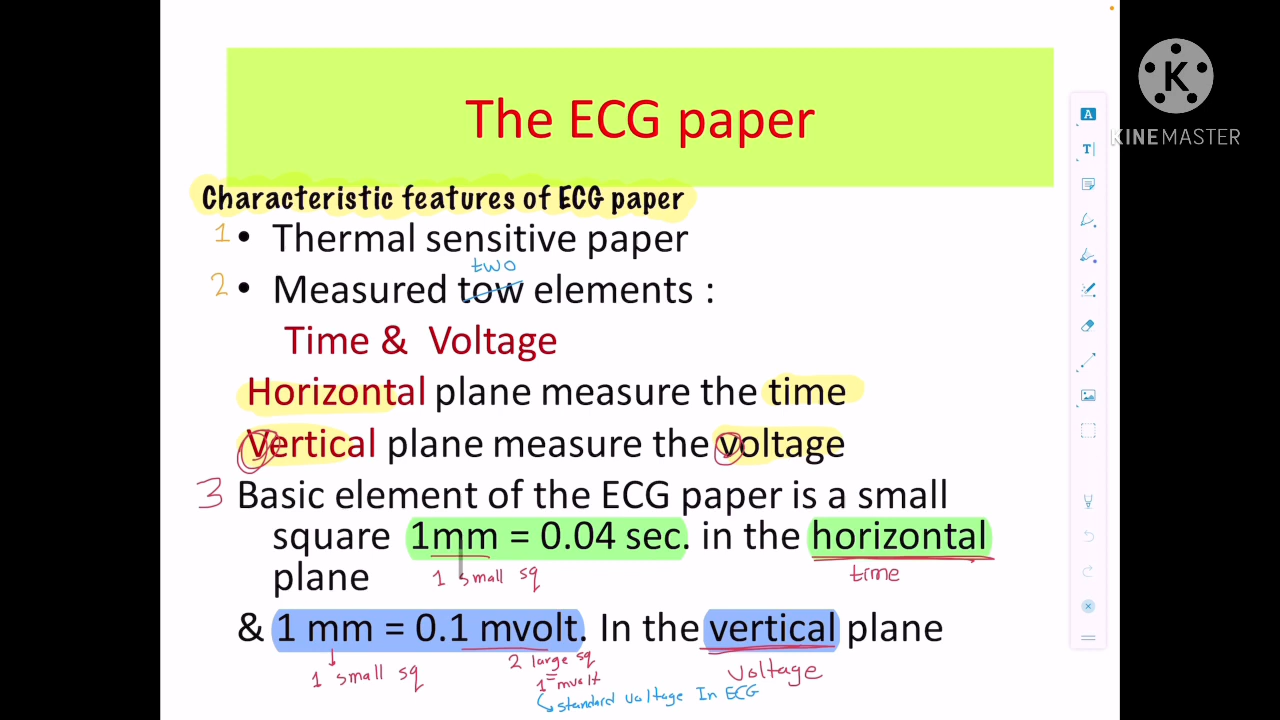 The ECG paper
K
KINEMASTER
Characteristic features of ECG paper
1 • Thermal sensitive paper
two
2 • Measured tow elements :
Time & Voltage
Horizontal plane measure the time
Vertical plane measure the voltage
3 Basic element of the ECG paper is a small
square 1mm = 0.04 sec. in the horizontal
plane
1 small sq
time
& 1 mm = 0.1 mvolt. In the vertical plane
1 small sq
2 large sq
= 
1 mvolt
voltage
standard voltage In ECG
A
T